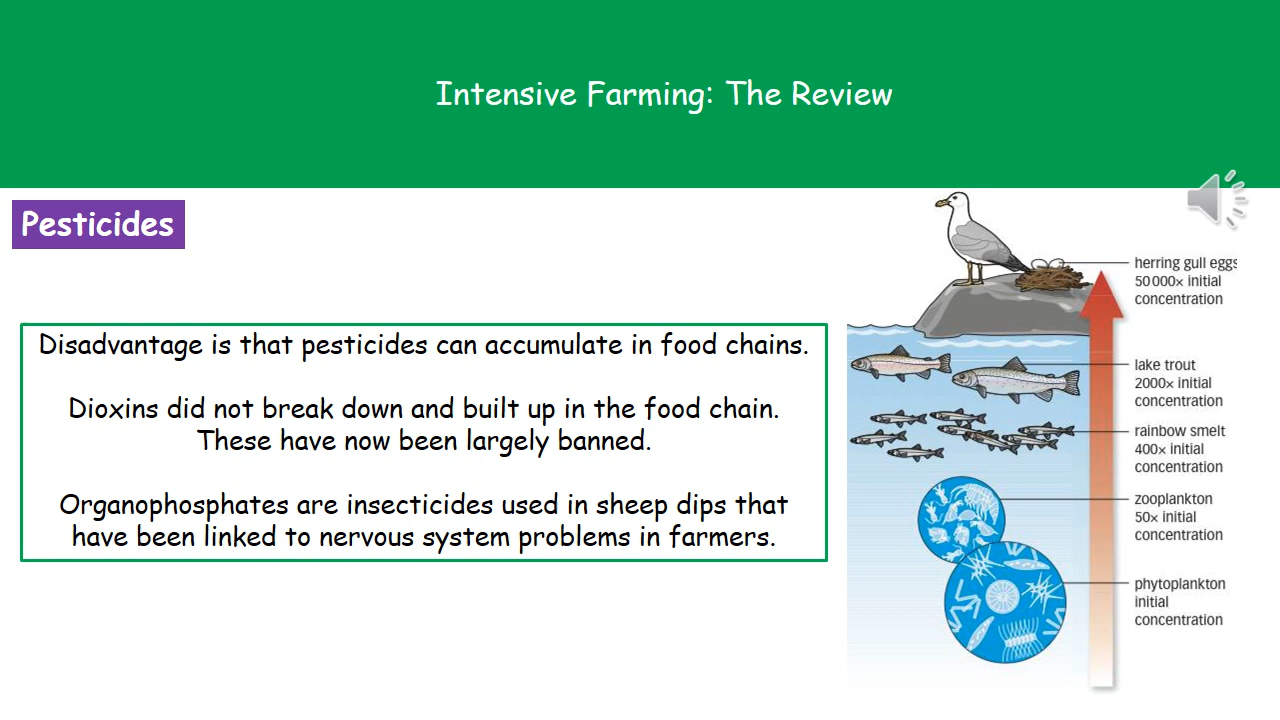 Intensive Farming: The Review
Pesticides
Disadvantage is that pesticides can accumulate in food chains.
Dioxins did not break down and built up in the food chain.
These have now been largely banned.
Organophosphates are insecticides used in sheep dips that
have been linked to nervous system problems in farmers.
herring gull eggs
50 000× initial
concentration
lake trout
2000× initial
concentration
rainbow smelt
400× initial
concentration
zooplankton
50× initial
concentration
phytoplankton
initial
concentration